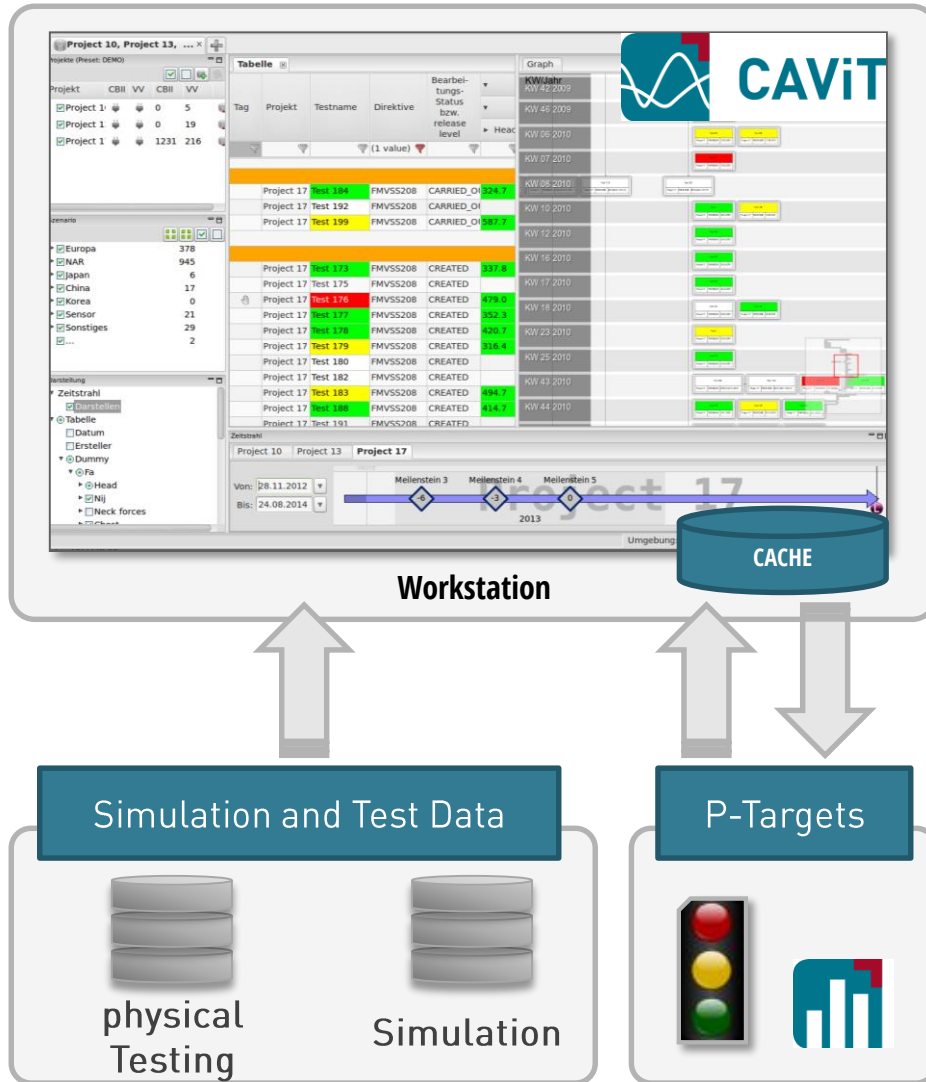 Project 10, Project 13, ... ×
Projekte (Preset: DEMO)
Projekt CBII VV CBII VV
Project 1 0 5
Project 1 0 19
Project 1 1231 216
Szenario
Europa 378
NAR 945
Japan 6
China 17
Korea 0
Sensor 21
Sonstiges 29
... 2
Darstellung
Zeitstrahl
Darstellen
Tabelle
Datum
Ersteller
Dummy
Fa
Head
Nij
Neck forces
Chest
Tabelle
Tag Projekt Testname Direktive Bearbei-
tungs-
Status
bzw.
release
level
Head
(1 value)
Project 17 Test 184 FMVSS208 CARRIED_OU 324.7
Project 17 Test 192 FMVSS208 CARRIED_OU
Project 17 Test 199 FMVSS208 CARRIED_OU 587.7
Project 17 Test 173 FMVSS208 CREATED 337.8
Project 17 Test 175 FMVSS208 CREATED
Project 17 Test 176 FMVSS208 CREATED 479.0
Project 17 Test 177 FMVSS208 CREATED 352.3
Project 17 Test 178 FMVSS208 CREATED 420.7
Project 17 Test 179 FMVSS208 CREATED 316.4
Project 17 Test 180 FMVSS208 CREATED
Project 17 Test 182 FMVSS208 CREATED
Project 17 Test 183 FMVSS208 CREATED 494.7
Project 17 Test 188 FMVSS208 CREATED 414.7
Project 17 Test 191 FMVSS208 CREATED
Graph
KW/Jahr
KW 42 2009
KW 46 2009
KW 06 2010
KW 07 2010
KW 08 2010
KW 10 2010
KW 12 2010
KW 16 2010
KW 17 2010
KW 18 2010
KW 23 2010
KW 25 2010
KW 43 2010
KW 44 2010
CAViT
Zeitstrahl
Project 10 Project 13 Project 17
Von: 28.11.2012
Bis: 24.08.2014
Project 17
Meilenstein 3 Meilenstein 4 Meilenstein 5
-6 -3 0
2013
Umgebung:
CACHE
Workstation
Simulation and Test Data
physical
Testing
Simulation
P-Targets